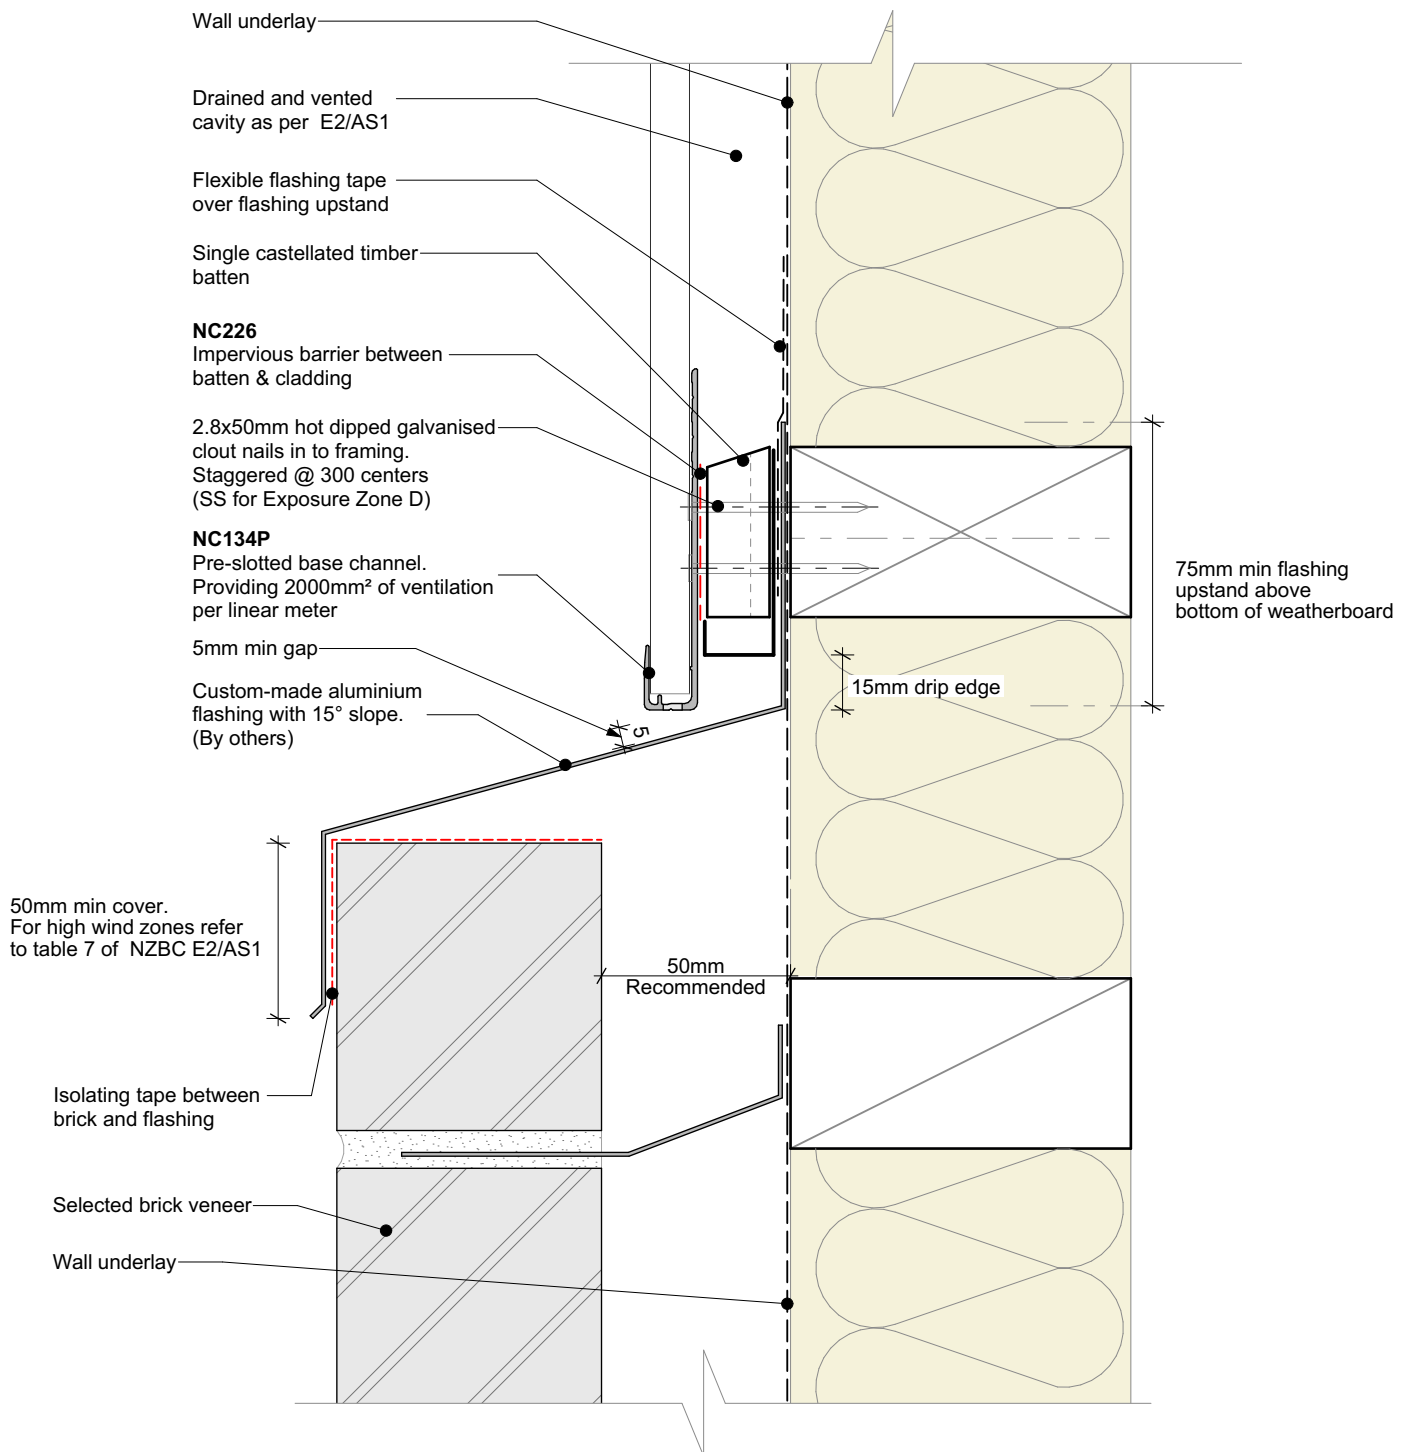 Wall underlay
Drained and vented
cavity as per E2/AS1
Flexible flashing tape
over flashing upstand
Single castellated timber
batten
NC226
Impervious barrier between
batten & cladding
2.8x50mm hot dipped galvanised
clout nails in to framing.
Staggered @ 300 centers
(SS for Exposure Zone D)
NC134P
Pre-slotted base channel.
Providing 2000mm² of ventilation
per linear meter
5mm min gap
Custom-made aluminium
flashing with 15° slope.
(By others)
5
15mm drip edge
75mm min flashing
upstand above
bottom of weatherboard
50mm min cover.
For high wind zones refer
to table 7 of NZBC E2/AS1
50mm
Recommended
Isolating tape between
brick and flashing
Selected brick veneer
Wall underlay